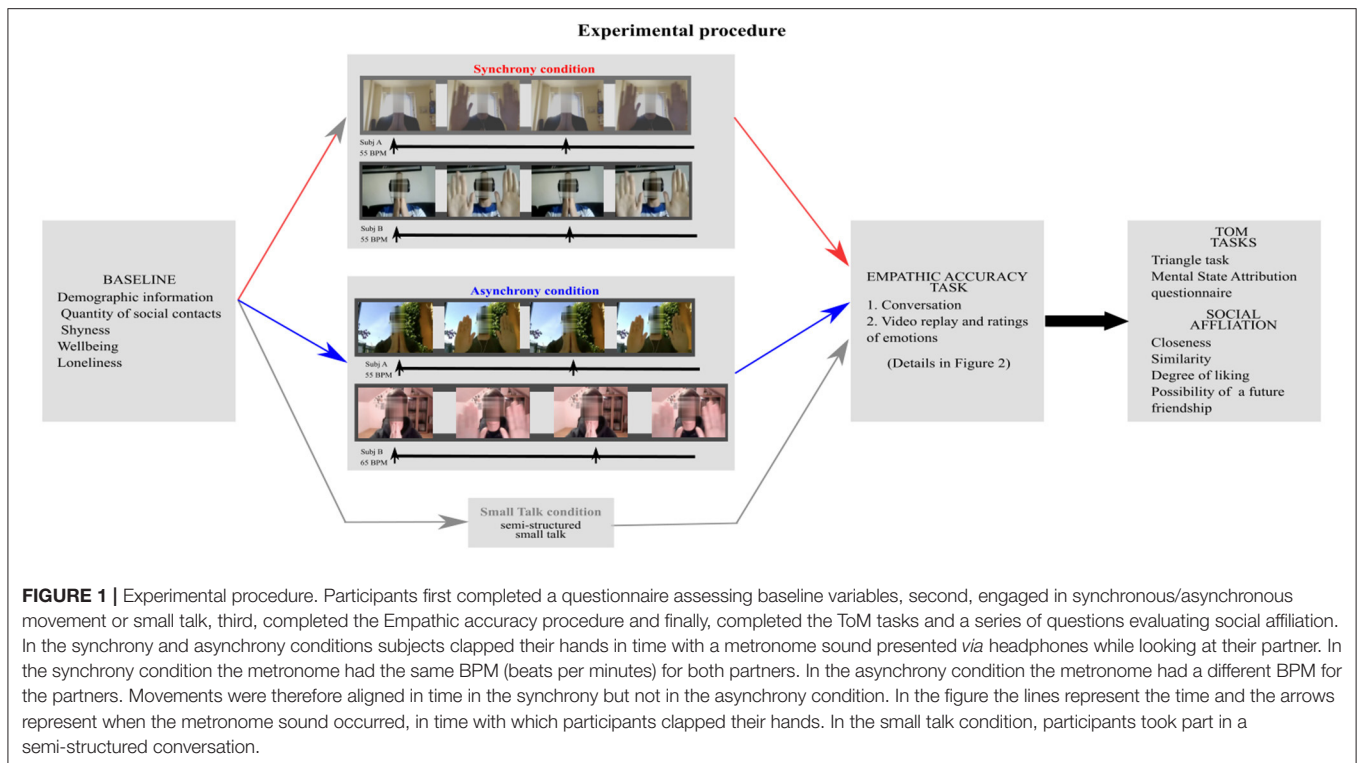 Experimental procedure
Synchrony condition
Subj A
55 BPM
Subj B
55 BPM
BASELINE
Demographic information
Quantity of social contacts
Shyness
Wellbeing
Loneliness
Asynchrony condition
Subj A
55 BPM
Subj B
65 BPM
Small Talk condition
semi-structured
small talk
EMPATHIC ACCURACY
TASK
1. Conversation
2. Video replay and ratings
of emotions
(Details in Figure 2)
TOM
TASKS
Triangle task
Mental State Attribution
questionnaire
SOCIAL
AFFLIATION
Closeness
Similarity
Degree of liking
Possibility of a future
friendship
FIGURE 1 | Experimental procedure. Participants first completed a questionnaire assessing baseline variables, second, engaged in synchronous/asynchronous
movement or small talk, third, completed the Empathic accuracy procedure and finally, completed the ToM tasks and a series of questions evaluating social affiliation.
In the synchrony and asynchrony conditions subjects clapped their hands in time with a metronome sound presented via headphones while looking at their partner. In
the synchrony condition the metronome had the same BPM (beats per minutes) for both partners. In the asynchrony condition the metronome had a different BPM for
the partners. Movements were therefore aligned in time in the synchrony but not in the asynchrony condition. In the figure the lines represent the time and the arrows
represent when the metronome sound occurred, in time with which participants clapped their hands. In the small talk condition, participants took part in a
semi-structured conversation.